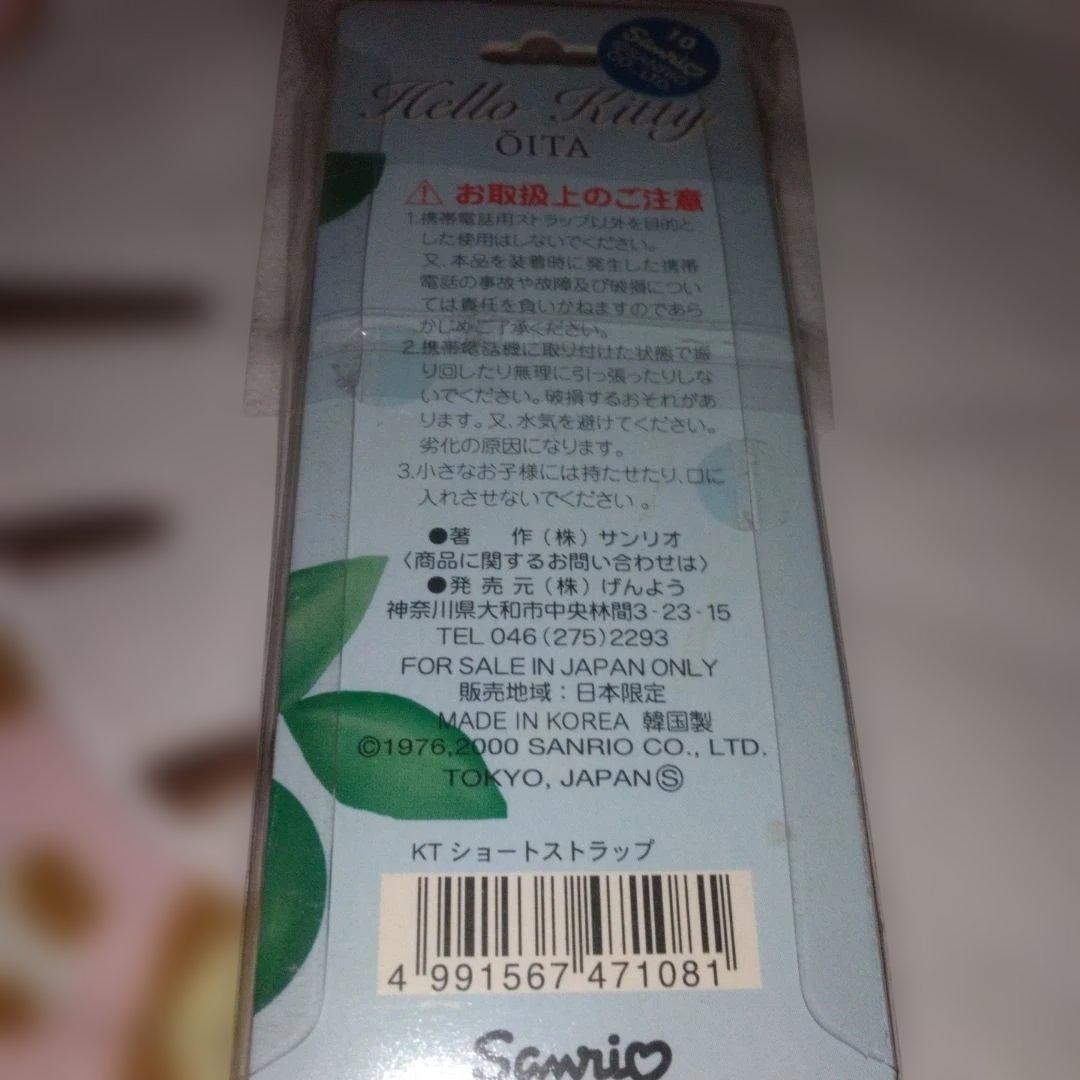 10
Sanrio
Hello Kitty
ŌITA
お取扱上のご注意
1.携帯電話用ストラップ以外を目的と
した使用はしないでください。
又、本品を装着時に発生した携帯
電話の事故や故障及び破損につい
ては責任を負いかねますのであら
かじめご了承ください。
2.携帯電話機に取り付けた状態で振
り回したり無理に引っ張ったりしな
いでください。破損するおそれがあ
ります。又、水気を避けてください。
劣化の原因になります。
3.小さなお子様には持たせたり、口に
入れさせないでください。
●著　作(株)サンリオ
〈商品に関するお問い合わせは〉
●発売元(株)げんよう
神奈川県大和市中央林間3-23-15
TEL 046(275)2293
FOR SALE IN JAPAN ONLY
販売地域：日本限定
MADE IN KOREA 韓国製
©1976,2000 SANRIO CO., LTD.
TOKYO, JAPAN Ⓢ
KT ショートストラップ
4 991567 471081
Sanrio